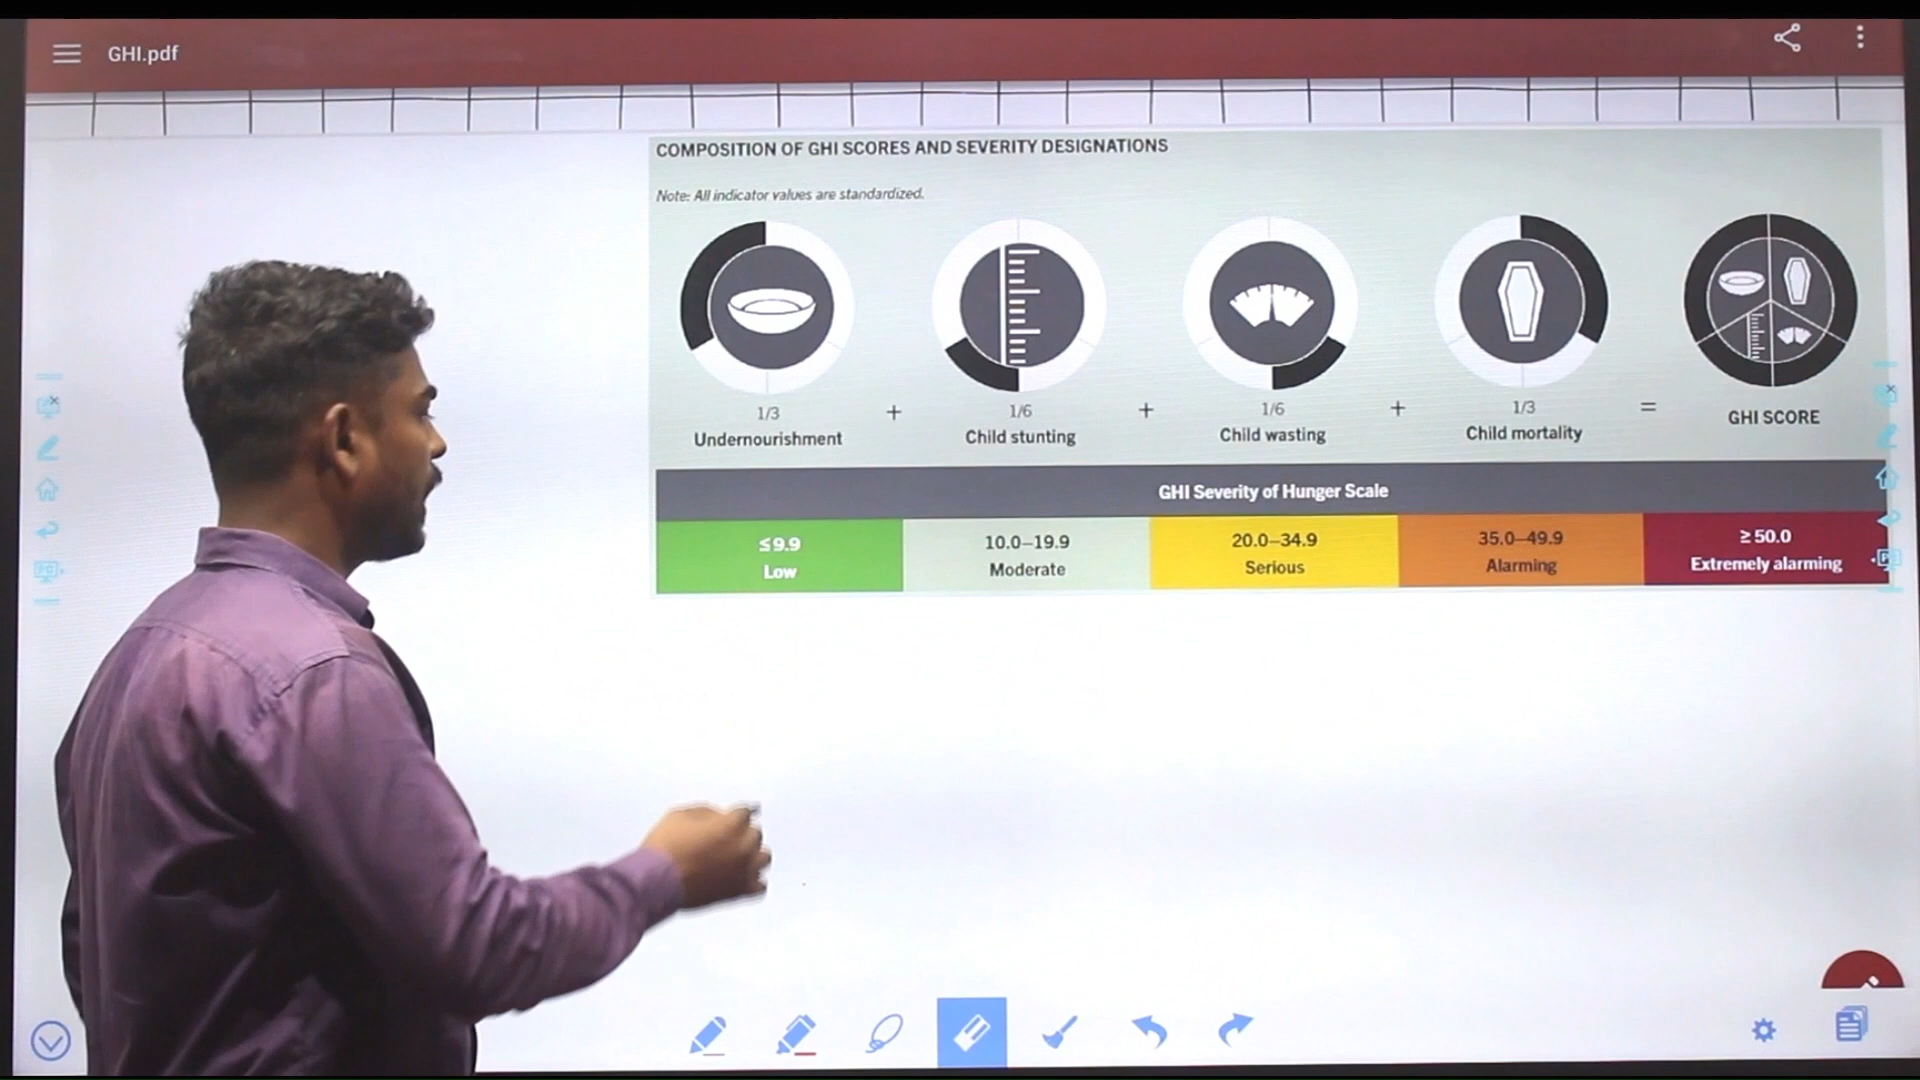 GHI.pdf
COMPOSITION OF GHI SCORES AND SEVERITY DESIGNATIONS
Note: All indicator values are standardized.
1/3 + 1/6 + 1/6 + 1/3 = GHI SCORE
Undernourishment Child stunting Child wasting Child mortality
GHI Severity of Hunger Scale
≤9.9 10.0–19.9 20.0–34.9 35.0–49.9 ≥50.0
Low Moderate Serious Alarming Extremely alarming